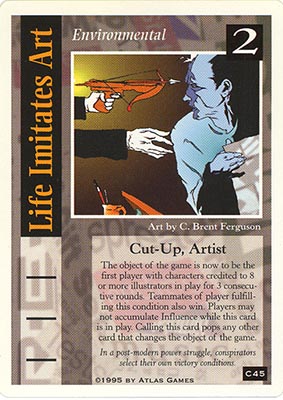 Life Imitates Art
Environmental
2
Art by C. Brent Ferguson
Cut-Up, Artist
The object of the game is now to be the
first player with characters credited to 8
or more illustrators in play for 3 consec-
utive rounds. Teammates of player fulfill-
ing this condition also win. Players may
not accumulate Influence while this card
is in play. Calling this card pops any other
card that changes the object of the game.
In a post-modern power struggle, conspirators
select their own victory conditions.
©1995 by Atlas Games
C45